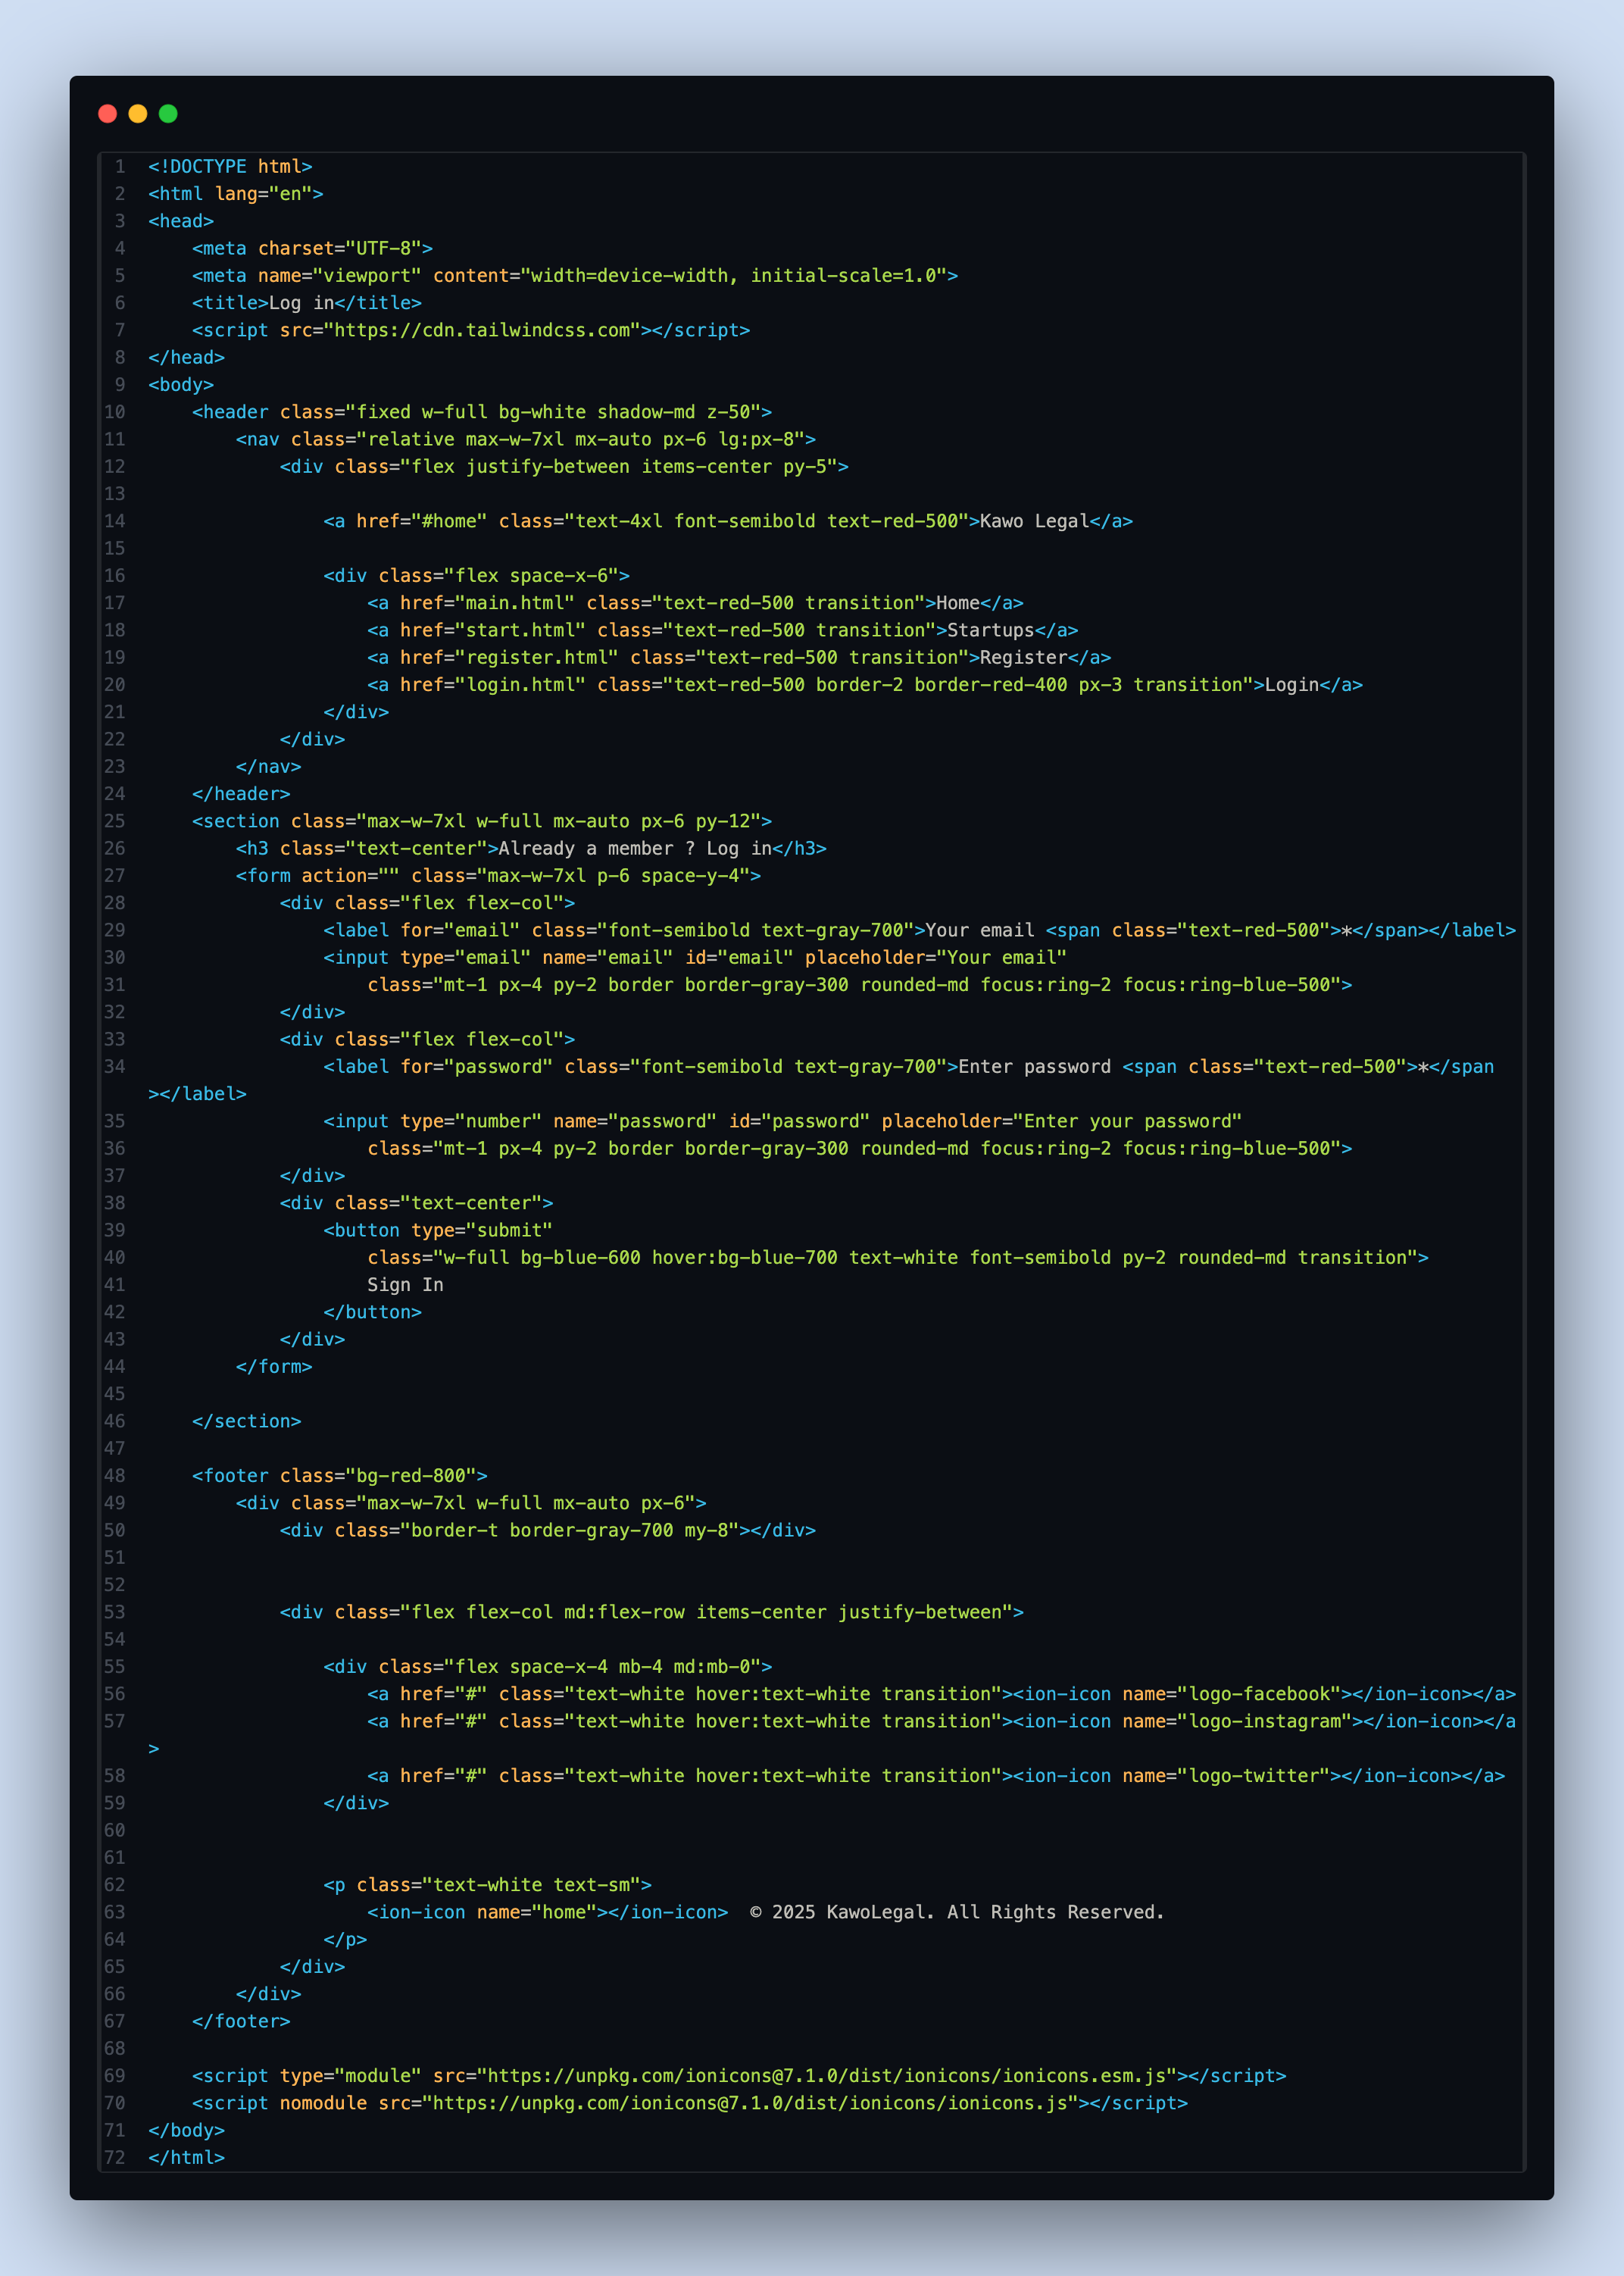 1 <!DOCTYPE html>
2 <html lang="en">
3 <head>
4     <meta charset="UTF-8">
5     <meta name="viewport" content="width=device-width, initial-scale=1.0">
6     <title>Log in</title>
7     <script src="https://cdn.tailwindcss.com"></script>
8 </head>
9 <body>
10     <header class="fixed w-full bg-white shadow-md z-50">
11         <nav class="relative max-w-7xl mx-auto px-6 lg:px-8">
12             <div class="flex justify-between items-center py-5">
13
14                 <a href="#home" class="text-4xl font-semibold text-red-500">Kawo Legal</a>
15
16                 <div class="flex space-x-6">
17                     <a href="main.html" class="text-red-500 transition">Home</a>
18                     <a href="start.html" class="text-red-500 transition">Startups</a>
19                     <a href="register.html" class="text-red-500 transition">Register</a>
20                     <a href="login.html" class="text-red-500 border-2 border-red-400 px-3 transition">Login</a>
21                 </div>
22             </div>
23         </nav>
24     </header>
25     <section class="max-w-7xl w-full mx-auto px-6 py-12">
26         <h3 class="text-center">Already a member ? Log in</h3>
27         <form action="" class="max-w-7xl p-6 space-y-4">
28             <div class="flex flex-col">
29                 <label for="email" class="font-semibold text-gray-700">Your email <span class="text-red-500">*</span></label>
30                 <input type="email" name="email" id="email" placeholder="Your email"
31                     class="mt-1 px-4 py-2 border border-gray-300 rounded-md focus:ring-2 focus:ring-blue-500">
32             </div>
33             <div class="flex flex-col">
34                 <label for="password" class="font-semibold text-gray-700">Enter password <span class="text-red-500">*</span
></label>
35                 <input type="number" name="password" id="password" placeholder="Enter your password"
36                     class="mt-1 px-4 py-2 border border-gray-300 rounded-md focus:ring-2 focus:ring-blue-500">
37             </div>
38             <div class="text-center">
39                 <button type="submit"
40                     class="w-full bg-blue-600 hover:bg-blue-700 text-white font-semibold py-2 rounded-md transition">
41                     Sign In
42                 </button>
43             </div>
44         </form>
45
46     </section>
47
48     <footer class="bg-red-800">
49         <div class="max-w-7xl w-full mx-auto px-6">
50             <div class="border-t border-gray-700 my-8"></div>
51
52
53             <div class="flex flex-col md:flex-row items-center justify-between">
54
55                 <div class="flex space-x-4 mb-4 md:mb-0">
56                     <a href="#" class="text-white hover:text-white transition"><ion-icon name="logo-facebook"></ion-icon></a>
57                     <a href="#" class="text-white hover:text-white transition"><ion-icon name="logo-instagram"></ion-icon></a
>
58                     <a href="#" class="text-white hover:text-white transition"><ion-icon name="logo-twitter"></ion-icon></a>
59                 </div>
60
61
62                 <p class="text-white text-sm">
63                     <ion-icon name="home"></ion-icon>  © 2025 KawoLegal. All Rights Reserved.
64                 </p>
65             </div>
66         </div>
67     </footer>
68
69     <script type="module" src="https://unpkg.com/ionicons@7.1.0/dist/ionicons/ionicons.esm.js"></script>
70     <script nomodule src="https://unpkg.com/ionicons@7.1.0/dist/ionicons/ionicons.js"></script>
71 </body>
72 </html>